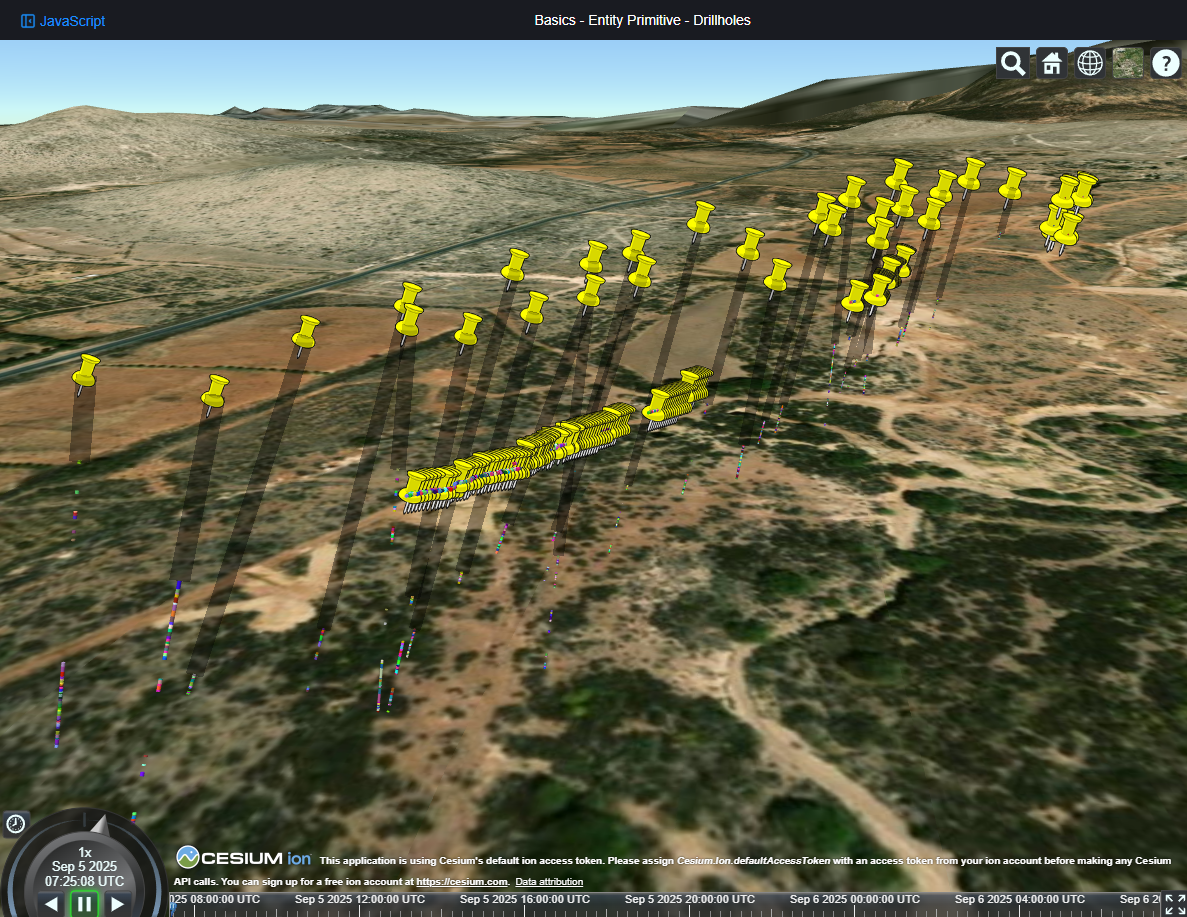 JavaScript
Basics - Entity Primitive - Drillholes
?
1x
Sep 5 2025
07:25:08 UTC
CESIUM ion This application is using Cesium's default ion access token. Please assign Cesium.Ion.defaultAccessToken with an access token from your ion account before making any Cesium
API calls. You can sign up for a free ion account at https://cesium.com. Data attribution
025 08:00:00 UTC Sep 5 2025 12:00:00 UTC Sep 5 2025 16:00:00 UTC Sep 5 2025 20:00:00 UTC Sep 6 2025 00:00:00 UTC Sep 6 2025 04:00:00 UTC Sep 6 20